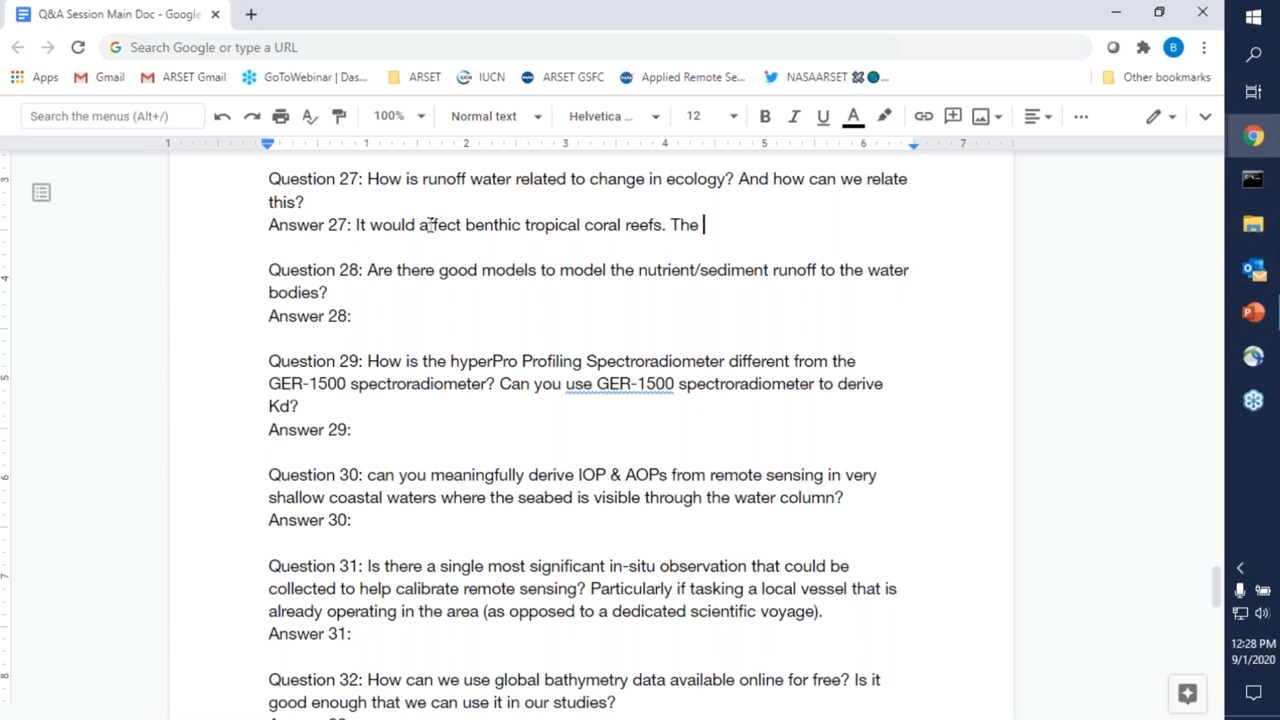 Q&A Session Main Doc - Google
Search Google or type a URL
B
Apps
Gmail
ARSET Gmail
GoToWebinar | Das...
ARSET
IUCN
ARSET GSFC
Applied Remote Se...
NASAARSET
Other bookmarks
Search the menus (Alt+/)
100%
Normal text
Helvetica ...
12
B I U A
1 1 2 3 4 5 6 7
Question 27: How is runoff water related to change in ecology? And how can we relate
this?
Answer 27: It would affect benthic tropical coral reefs. The
Question 28: Are there good models to model the nutrient/sediment runoff to the water
bodies?
Answer 28:
Question 29: How is the hyperPro Profiling Spectroradiometer different from the
GER-1500 spectroradiometer? Can you use GER-1500 spectroradiometer to derive
Kd?
Answer 29:
Question 30: can you meaningfully derive IOP & AOPs from remote sensing in very
shallow coastal waters where the seabed is visible through the water column?
Answer 30:
Question 31: Is there a single most significant in-situ observation that could be
collected to help calibrate remote sensing? Particularly if tasking a local vessel that is
already operating in the area (as opposed to a dedicated scientific voyage).
Answer 31:
Question 32: How can we use global bathymetry data available online for free? Is it
good enough that we can use it in our studies?
12:28 PM
9/1/2020